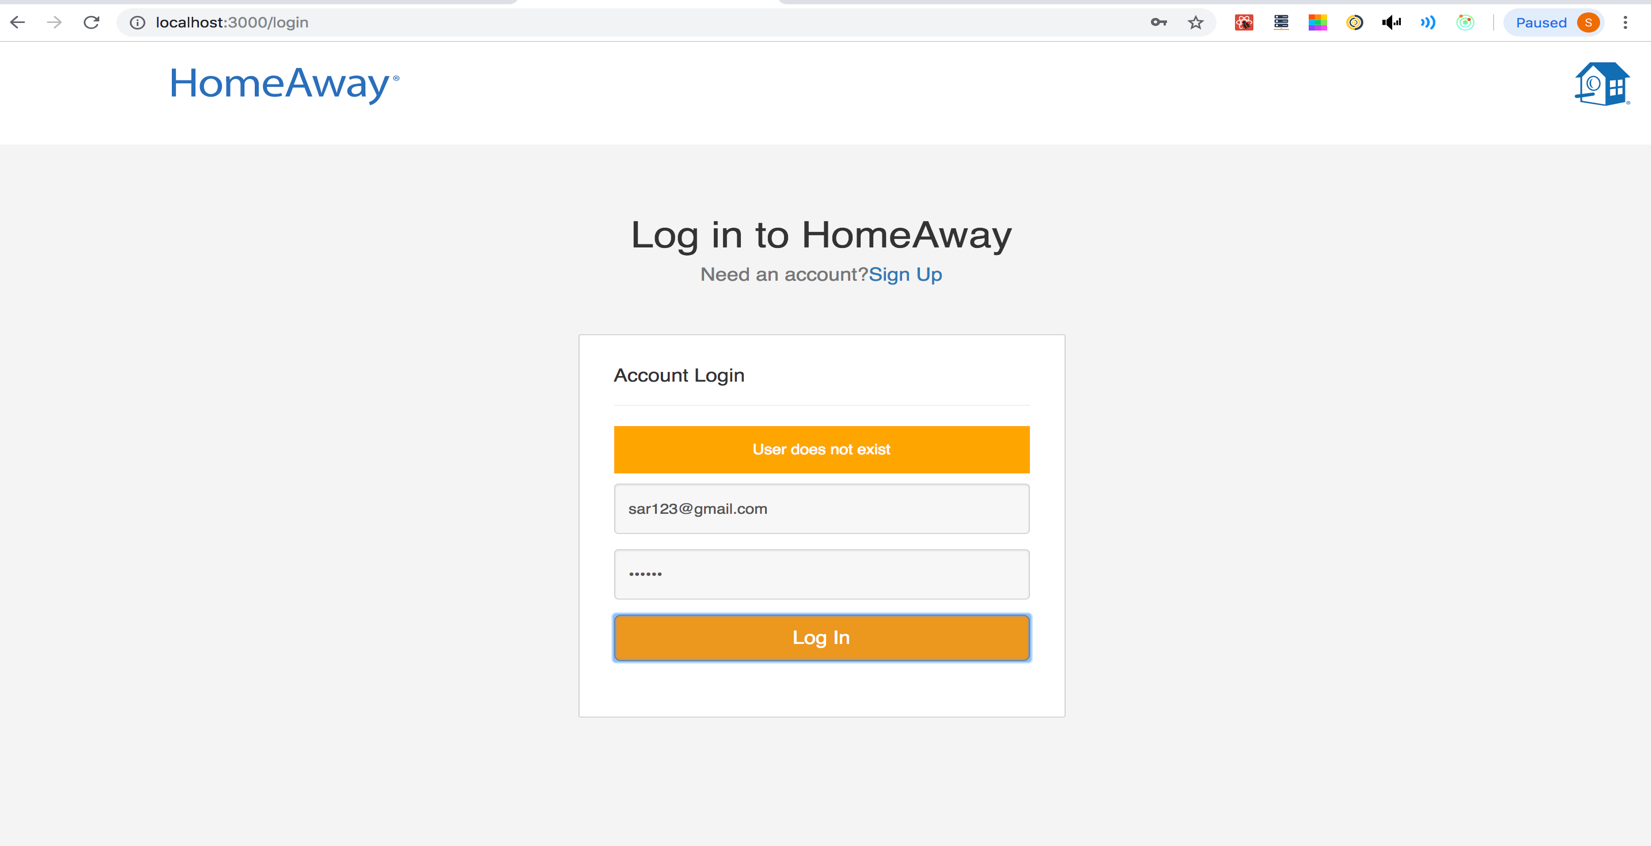 localhost:3000/login
Paused S
HomeAway®
Log in to HomeAway
Need an account?Sign Up
Account Login
User does not exist
sar123@gmail.com
••••••
Log In